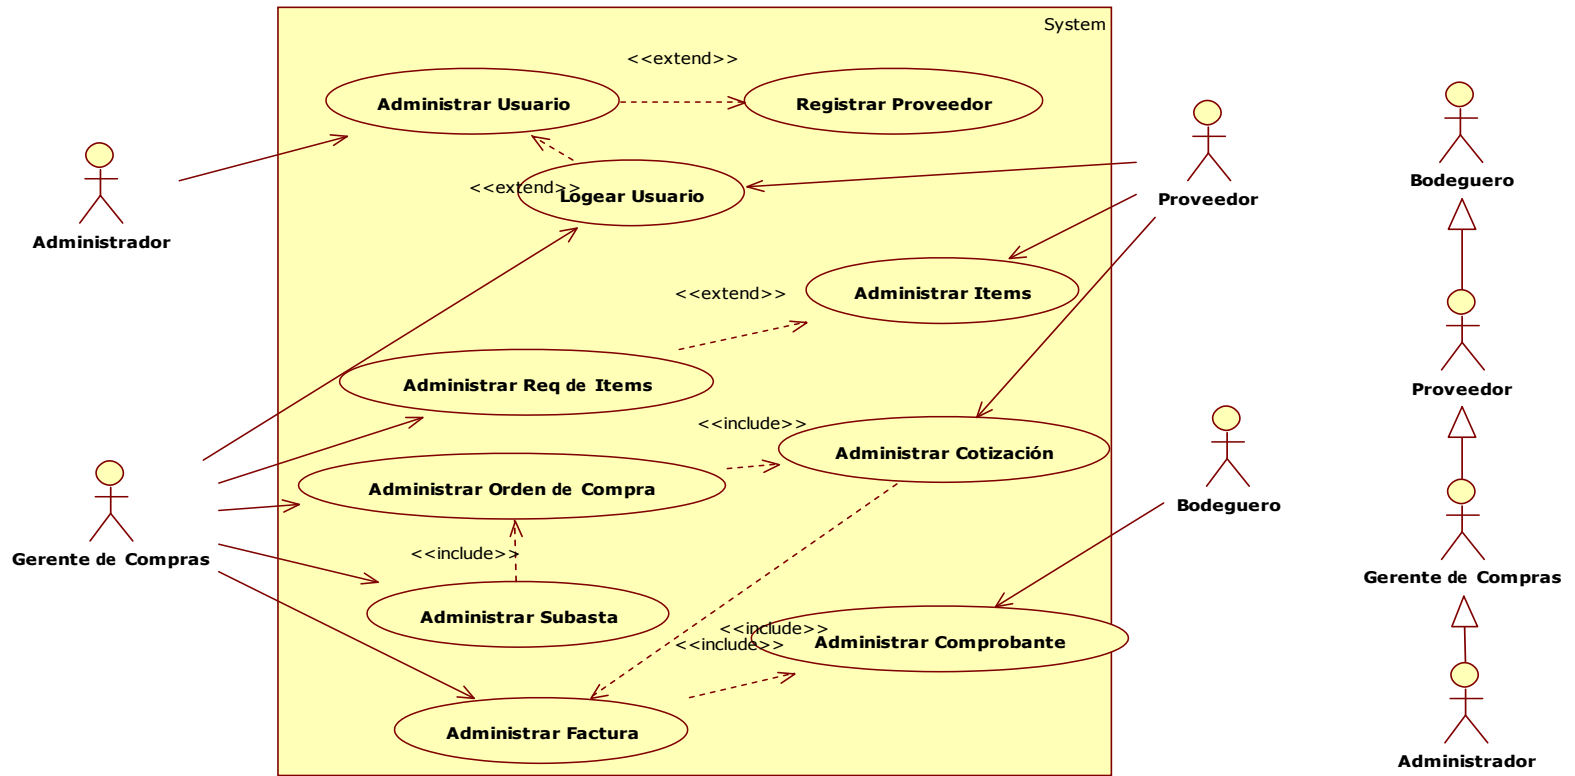 System
<<extend>>
Administrar Usuario
Registrar Proveedor
Administrador
<<extend>>
Logear Usuario
Proveedor
Bodeguero
<<extend>>
Administrar Items
Administrar Req de Items
Proveedor
<<include>>
Administrar Cotización
Administrar Orden de Compra
Bodeguero
Gerente de Compras
<<include>>
Gerente de Compras
Administrar Subasta
<<include>>
<<include>>
Administrar Comprobante
Administrar Factura
Administrador